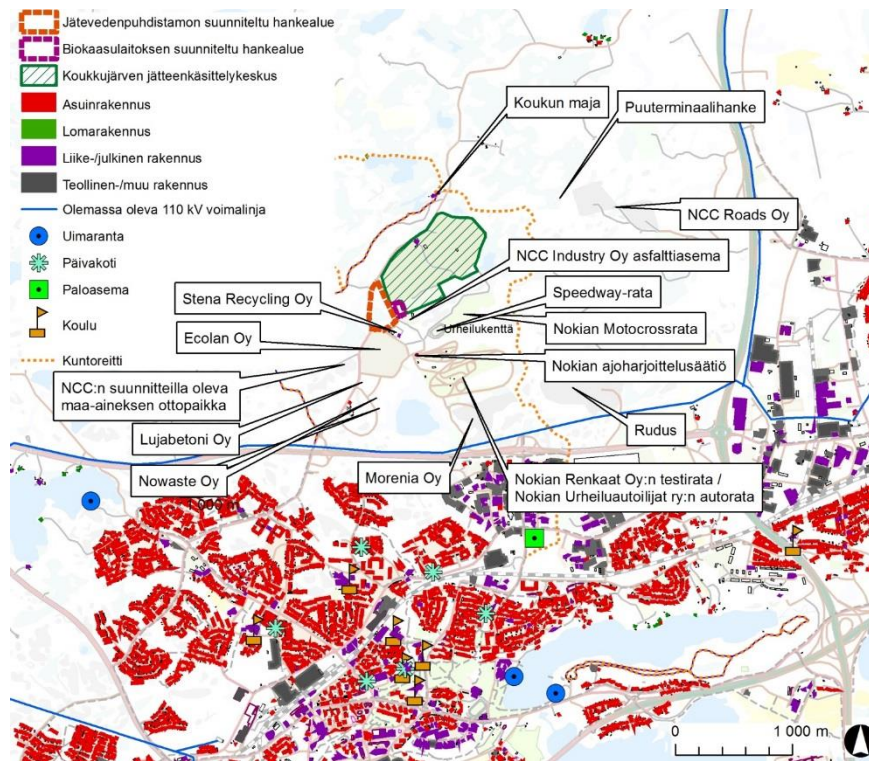 Jätevedenpuhdistamon suunniteltu hankealue
Biokaasulaitoksen suunniteltu hankealue
Koukkujärven jätteenkäsittelykeskus
Asuinrakennus
Lomarakennus
Liike-/julkinen rakennus
Teollinen-/muu rakennus
Olemassa oleva 110 kV voimalinja
Uimaranta
Päiväkoti
Paloasema
Koulu
Kuntoreitti
Koukun maja
Puuterminaalihanke
NCC Roads Oy
NCC Industry Oy asfalttiasema
Stena Recycling Oy
Speedway-rata
Urheilukenttä
Nokian Motocrossrata
Ecolan Oy
Nokian ajoharjoittelusäätiö
NCC:n suunnitteilla oleva
maa-aineksen ottopaikka
Lujabetoni Oy
Rudus
Nowaste Oy
Morenia Oy
Nokian Renkaat Oy:n testirata /
Nokian Urheiluautoilijat ry:n autorata
1 000 m
0 1 000 m